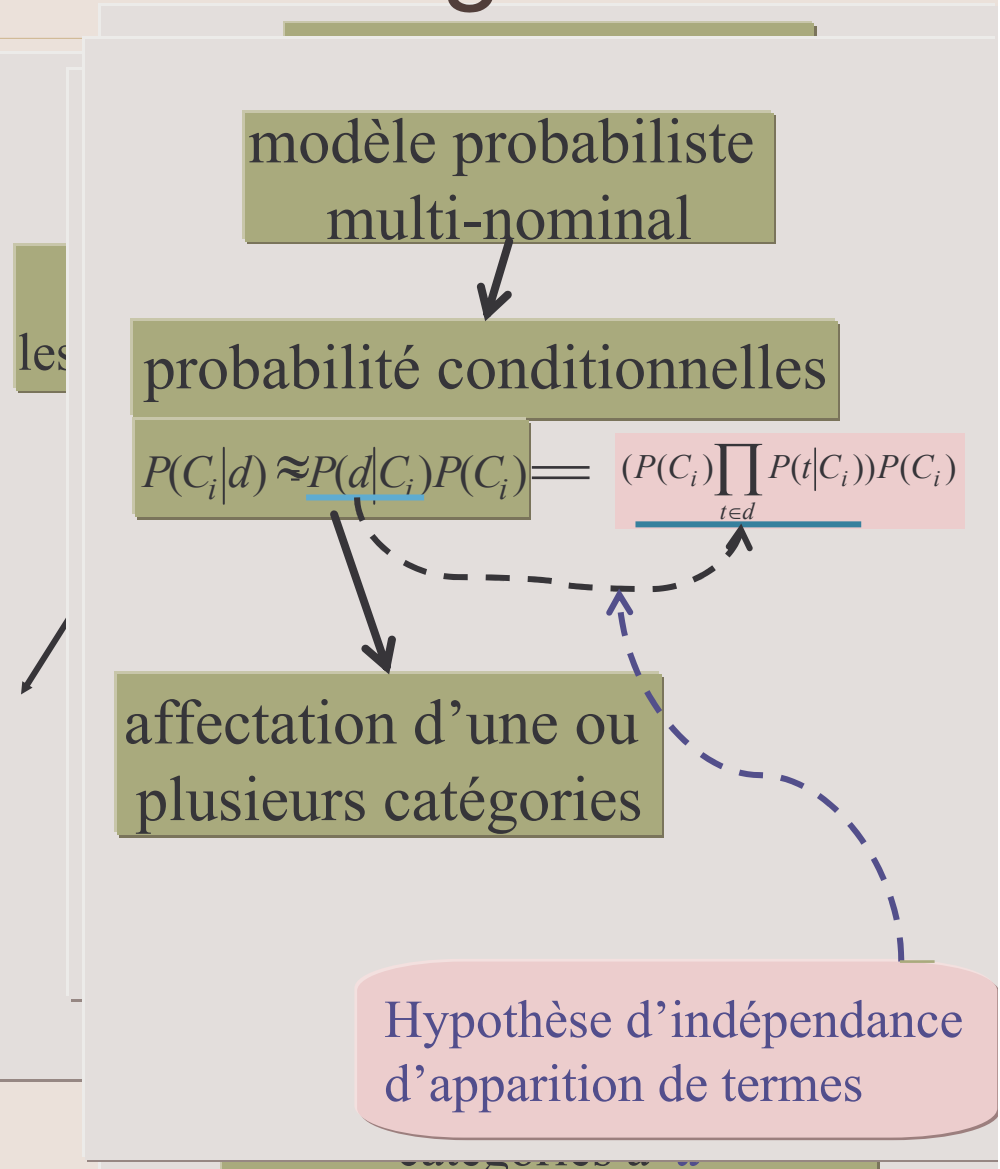 modèle probabiliste
multi-nominal
les
probabilité conditionnelles
P(C_i|d) ≈ P(d|C_i)P(C_i) = (P(C_i)∏_{t∈d} P(t|C_i))P(C_i)
affectation d’une ou
plusieurs catégories
Hypothèse d’indépendance
d’apparition de termes